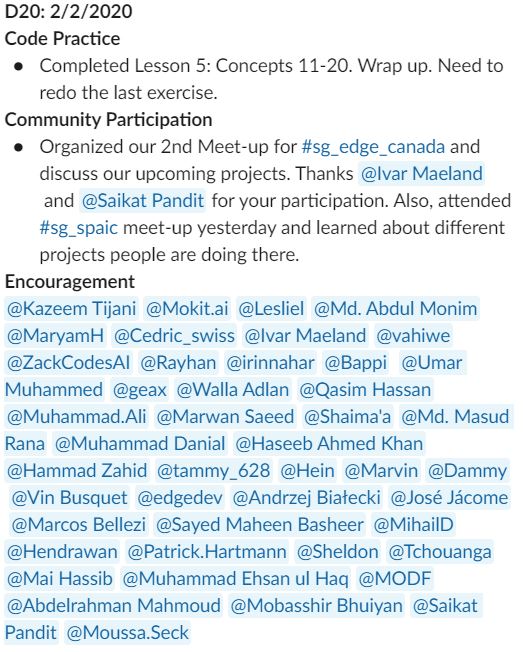 D20: 2/2/2020
Code Practice
● Completed Lesson 5: Concepts 11-20. Wrap up. Need to
redo the last exercise.
Community Participation
● Organized our 2nd Meet-up for #sg_edge_canada and
discuss our upcoming projects. Thanks @Ivar Maeland
and @Saikat Pandit for your participation. Also, attended
#sg_spaic meet-up yesterday and learned about different
projects people are doing there.
Encouragement
@Kazeem Tijani @Mokit.ai @Lesliel @Md. Abdul Monim
@MaryamH @Cedric_swiss @Ivar Maeland @vahiwe
@ZackCodesAI @Rayhan @irinnahar @Bappi @Umar
Muhammed @geax @Walla Adlan @Qasim Hassan
@Muhammad.Ali @Marwan Saeed @Shaima'a @Md. Masud
Rana @Muhammad Danial @Haseeb Ahmed Khan
@Hammad Zahid @tammy_628 @Hein @Marvin @Dammy
@Vin Busquet @edgedev @Andrzej Białecki @José Jácome
@Marcos Bellezi @Sayed Maheen Basheer @MihailD
@Hendrawan @Patrick.Hartmann @Sheldon @Tchouanga
@Mai Hassib @Muhammad Ehsan ul Haq @MODF
@Abdelrahman Mahmoud @Mobasshir Bhuiyan @Saikat
Pandit @Moussa.Seck